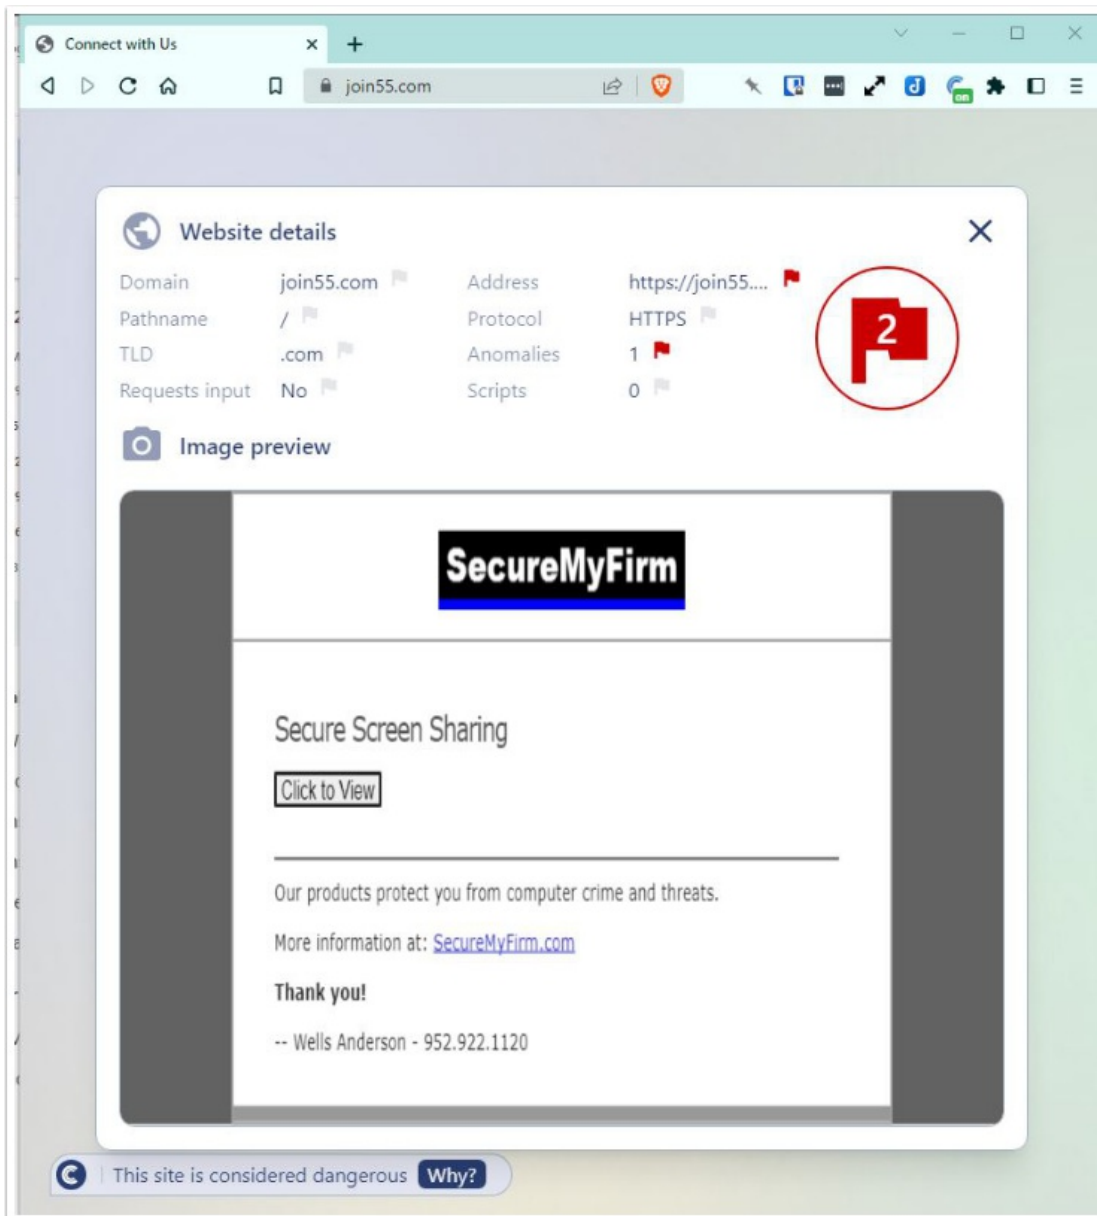 Connect with Us
join55.com
on
Website details
Domain join55.com Address https://join55....
Pathname / Protocol HTTPS
TLD .com Anomalies 1
Requests input No Scripts 0
2
Image preview
SecureMyFirm
Secure Screen Sharing
Click to View
Our products protect you from computer crime and threats.
More information at: SecureMyFirm.com
Thank you!
-- Wells Anderson - 952.922.1120
This site is considered dangerous Why?